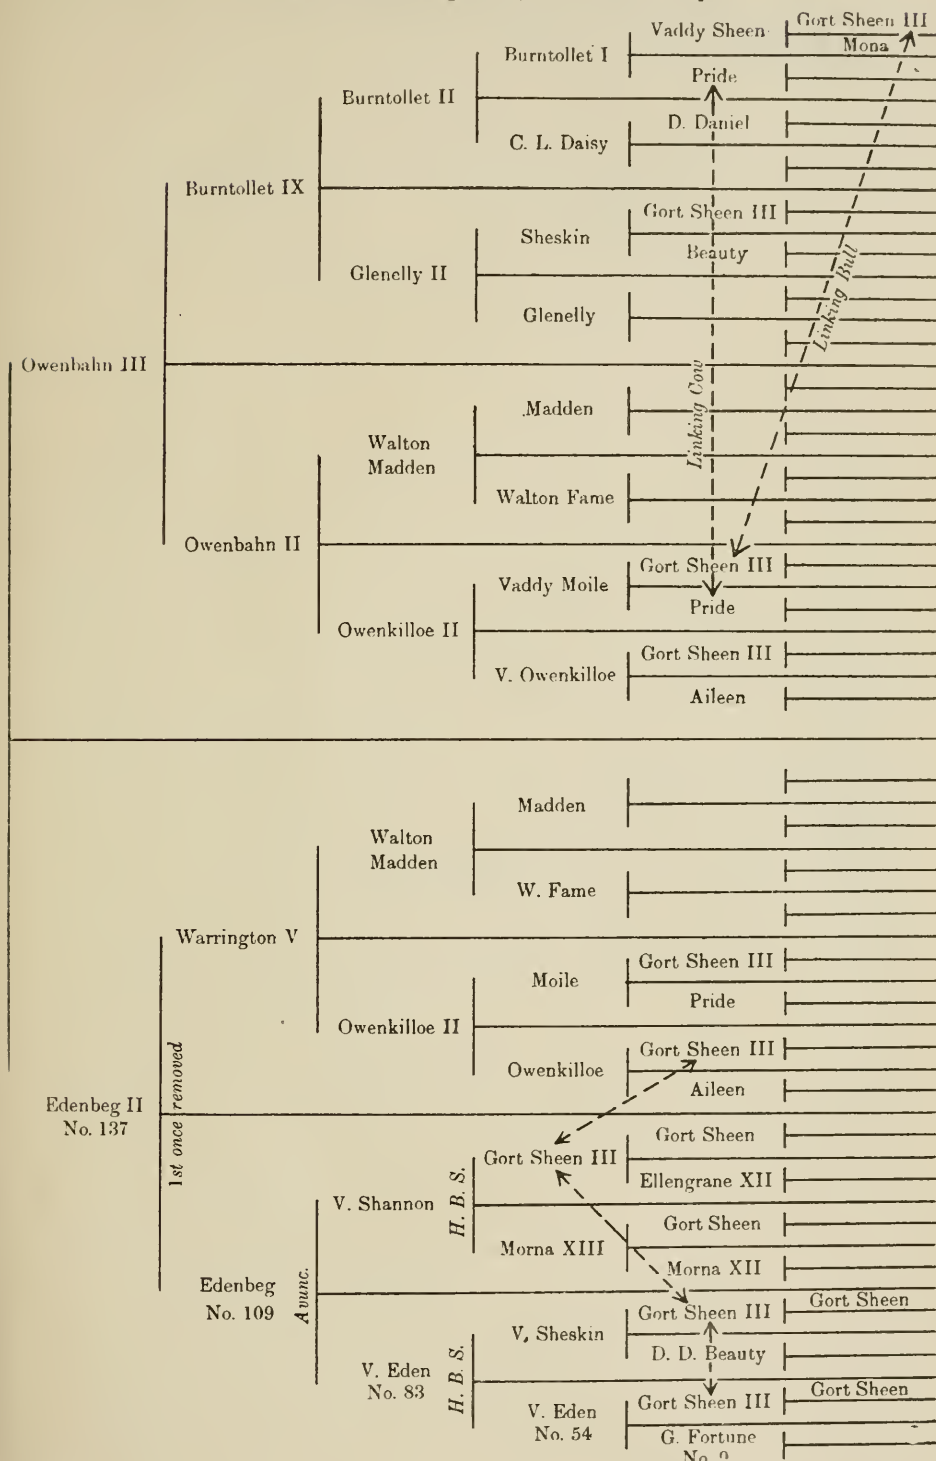 Gort Sheen III
Vaddy Sheen
Mona
Burntollet I
Pride
Burntollet II
D. Daniel
C. L. Daisy
Burntollet IX
Gort Sheen III
Sheskin
Beauty
Linking Bull
Glenelly II
Glenelly
Owenbahn III
Linking Cow
Madden
Walton
Madden
Walton Fame
Owenbahn II
Gort Sheen III
Vaddy Moile
Pride
Owenkilloe II
Gort Sheen III
V. Owenkilloe
Aileen
Madden
Walton
Madden
W. Fame
Warrington V
Gort Sheen III
Moile
Pride
Owenkilloe II
Gort Sheen III
Owenkilloe
Aileen
1st once removed
Edenbeg II
No. 137
Gort Sheen
Gort Sheen III
Ellengrane XII
V. Shannon
H. B. S.
Gort Sheen
Morna XIII
Morna XII
Edenbeg
No. 109
Avunc.
Gort Sheen
Gort Sheen III
V. Sheskin
D. D. Beauty
V. Eden
No. 83
H. B. S.
Gort Sheen
Gort Sheen III
V. Eden
No. 54
G. Fortune